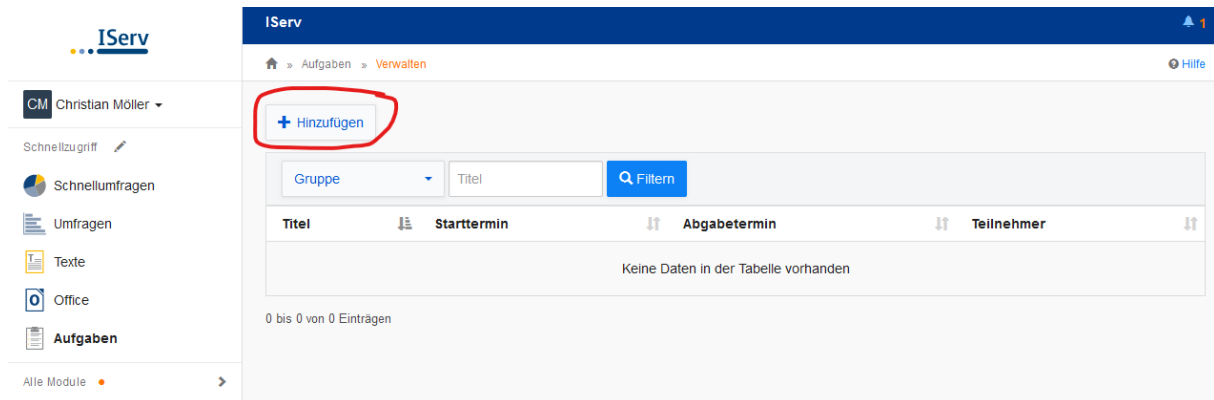 IServ
CM Christian Möller
Schnellzugriff
Schnellumfragen
Umfragen
Texte
Office
Aufgaben
Alle Module
IServ 1
» Aufgaben » Verwalten Hilfe
+ Hinzufügen
Gruppe Titel Filtern
Titel Starttermin Abgabetermin Teilnehmer
Keine Daten in der Tabelle vorhanden
0 bis 0 von 0 Einträgen